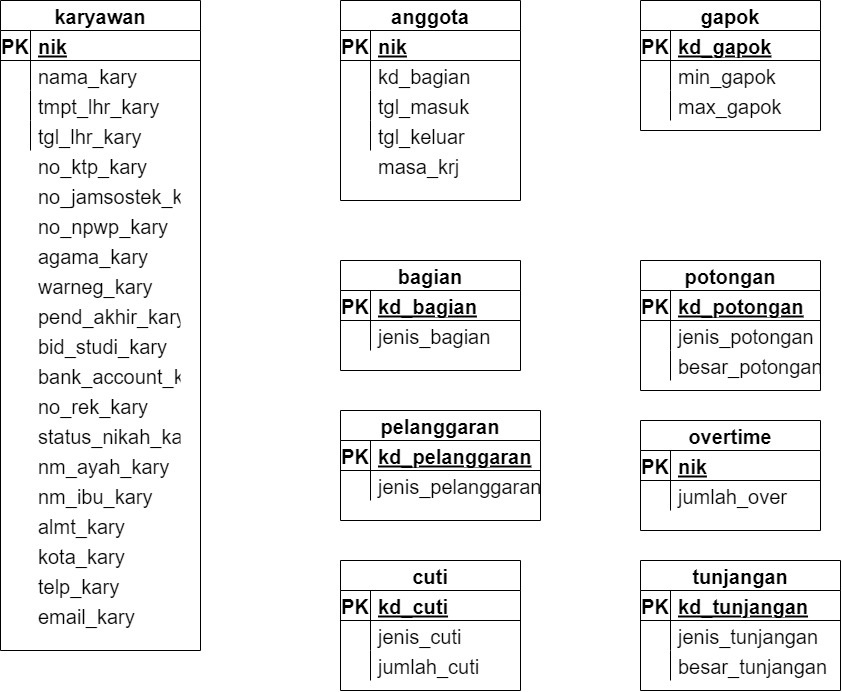 karyawan
PK nik
nama_kary
tmpt_lhr_kary
tgl_lhr_kary
no_ktp_kary
no_jamsostek_k
no_npwp_kary
agama_kary
warneg_kary
pend_akhir_kary
bid_studi_kary
bank_account_k
no_rek_kary
status_nikah_ka
nm_ayah_kary
nm_ibu_kary
almt_kary
kota_kary
telp_kary
email_kary
anggota
PK nik
kd_bagian
tgl_masuk
tgl_keluar
masa_krj
bagian
PK kd_bagian
jenis_bagian
pelanggaran
PK kd_pelanggaran
jenis_pelanggaran
cuti
PK kd_cuti
jenis_cuti
jumlah_cuti
gapok
PK kd_gapok
min_gapok
max_gapok
potongan
PK kd_potongan
jenis_potongan
besar_potongan
overtime
PK nik
jumlah_over
tunjangan
PK kd_tunjangan
jenis_tunjangan
besar_tunjangan